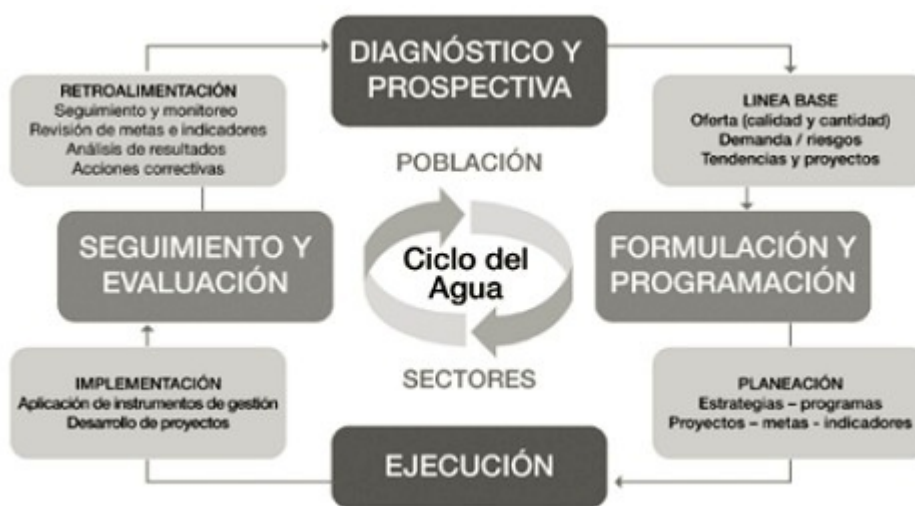 DIAGNÓSTICO Y
PROSPECTIVA
RETROALIMENTACIÓN
Seguimiento y monitoreo
Revisión de metas e indicadores
Análisis de resultados
Acciones correctivas
LINEA BASE
Oferta (calidad y cantidad)
Demanda / riesgos
Tendencias y proyectos
POBLACIÓN
SEGUIMIENTO Y
EVALUACIÓN
Ciclo del
Agua
FORMULACIÓN Y
PROGRAMACIÓN
SECTORES
IMPLEMENTACIÓN
Aplicación de instrumentos de gestión
Desarrollo de proyectos
PLANEACIÓN
Estrategias – programas
Proyectos – metas - indicadores
EJECUCIÓN